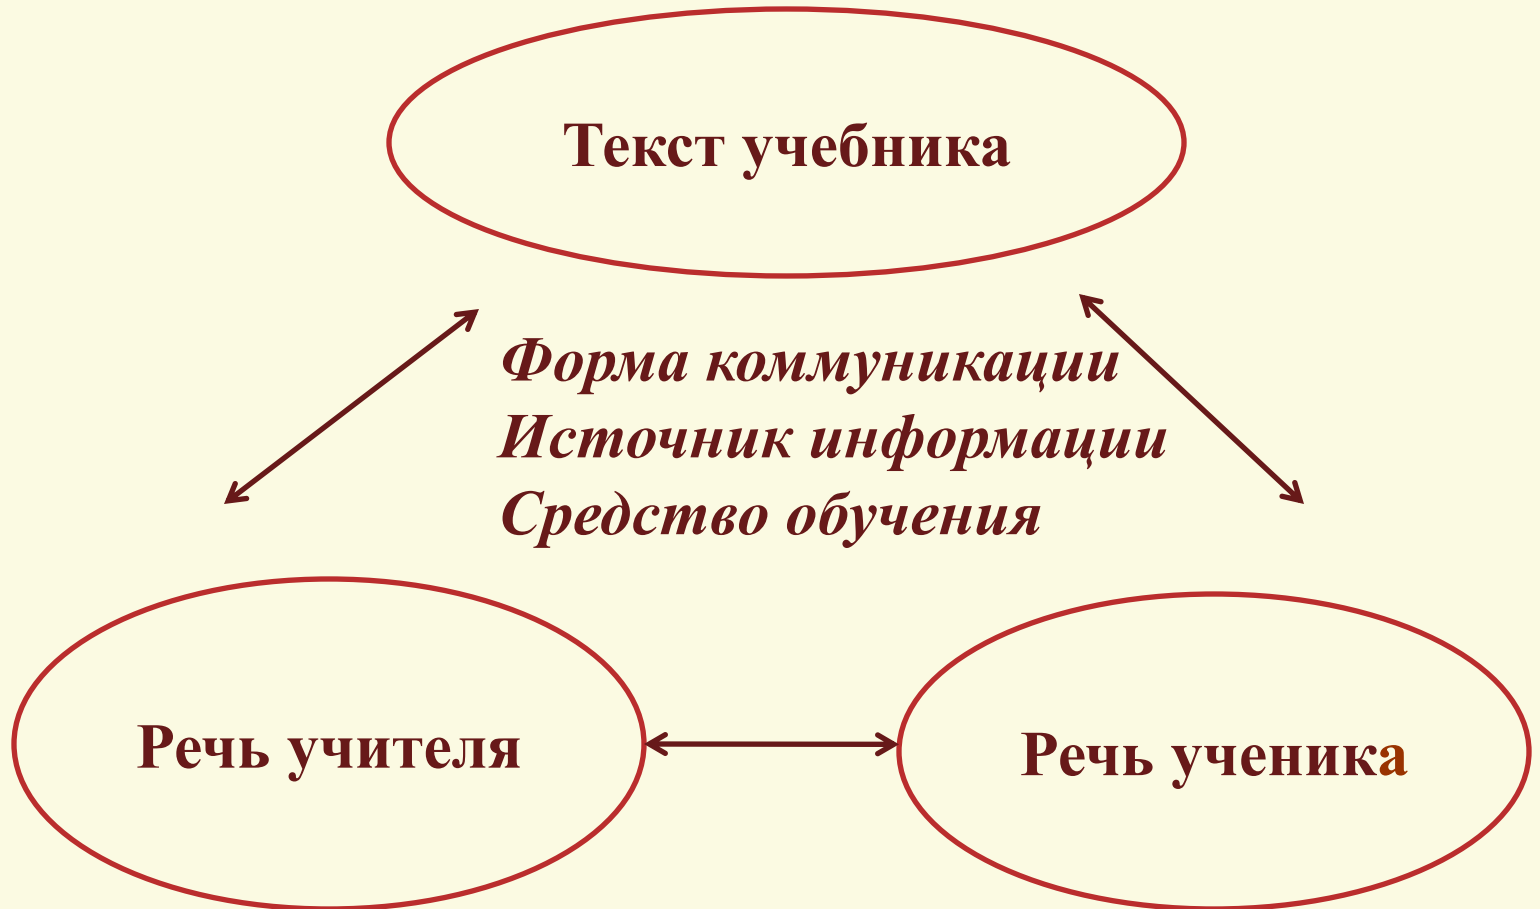 Текст учебника
Форма коммуникации
Источник информации
Средство обучения
Речь учителя
Речь ученика